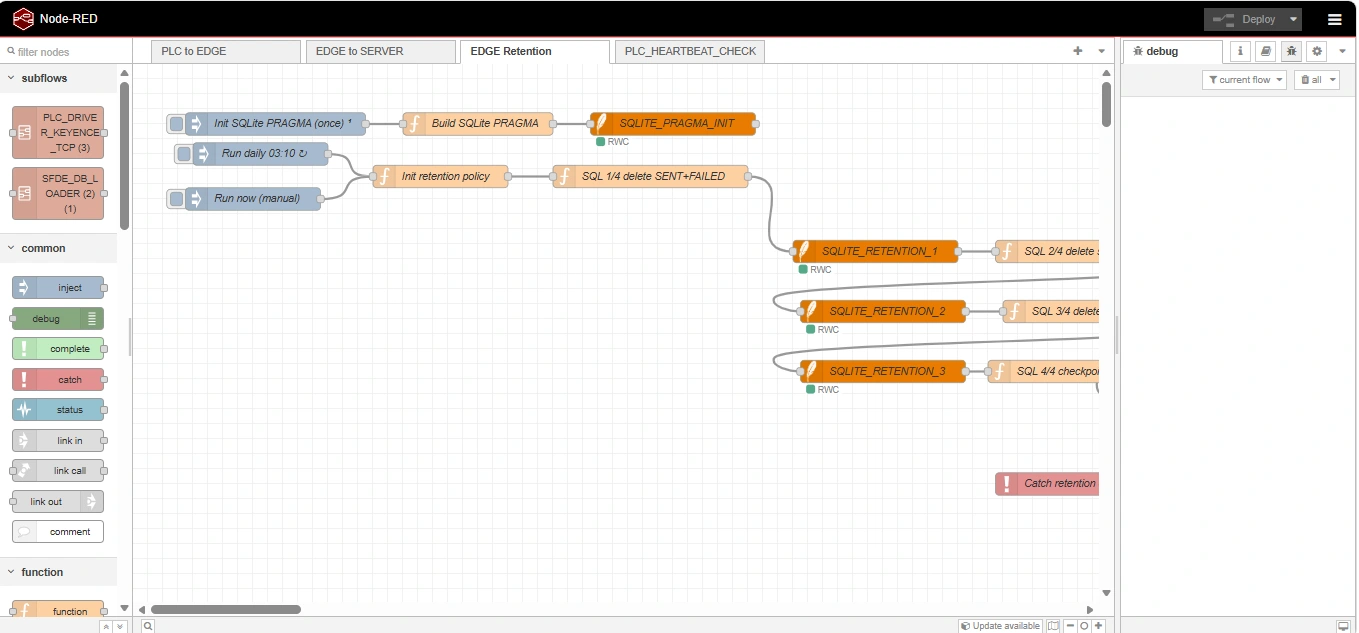 Node-RED
Deploy
filter nodes
PLC to EDGE
EDGE to SERVER
EDGE Retention
PLC_HEARTBEAT_CHECK
debug
subflows
current flow
all
PLC_DRIVE
R_KEYENCE
_TCP (3)
SFDE_DB_L
OADER (2)
(1)
common
inject
debug
complete
catch
status
link in
link call
link out
comment
function
function
Init SQLite PRAGMA (once) ¹
Build SQLite PRAGMA
SQLITE_PRAGMA_INIT
RWC
Run daily 03:10 ↻
Init retention policy
SQL 1/4 delete SENT+FAILED
Run now (manual)
SQLITE_RETENTION_1
SQL 2/4 delete
RWC
SQLITE_RETENTION_2
SQL 3/4 delete
RWC
SQLITE_RETENTION_3
SQL 4/4 checkpo
RWC
Catch retention
Update available